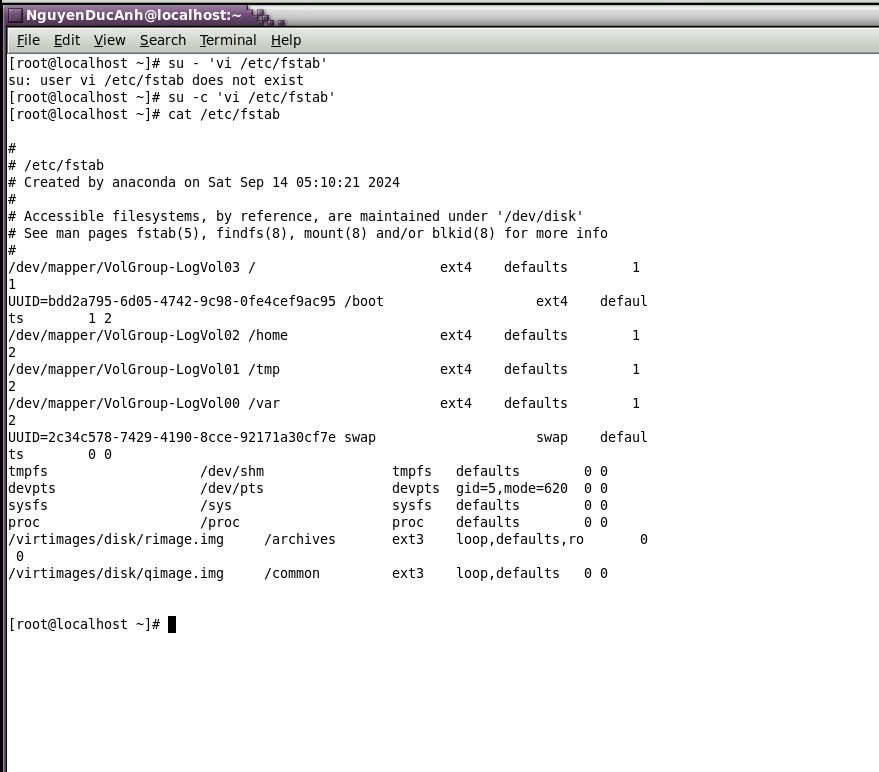 NguyenDucAnh@localhost:~
File Edit View Search Terminal Help
[root@localhost ~]# su - 'vi /etc/fstab'
su: user vi /etc/fstab does not exist
[root@localhost ~]# su -c 'vi /etc/fstab'
[root@localhost ~]# cat /etc/fstab

#
# /etc/fstab
# Created by anaconda on Sat Sep 14 05:10:21 2024
#
# Accessible filesystems, by reference, are maintained under '/dev/disk'
# See man pages fstab(5), findfs(8), mount(8) and/or blkid(8) for more info
#
/dev/mapper/VolGroup-LogVol03 /                       ext4    defaults        1
1
UUID=bdd2a795-6d05-4742-9c98-0fe4cef9ac95 /boot                   ext4    defaul
ts        1 2
/dev/mapper/VolGroup-LogVol02 /home                   ext4    defaults        1
2
/dev/mapper/VolGroup-LogVol01 /tmp                    ext4    defaults        1
2
/dev/mapper/VolGroup-LogVol00 /var                    ext4    defaults        1
2
UUID=2c34c578-7429-4190-8cce-92171a30cf7e swap                    swap    defaul
ts        0 0
tmpfs                   /dev/shm                tmpfs   defaults        0 0
devpts                  /dev/pts                devpts  gid=5,mode=620  0 0
sysfs                   /sys                    sysfs   defaults        0 0
proc                    /proc                   proc    defaults        0 0
/virtimages/disk/rimage.img     /archives       ext3    loop,defaults,ro       0
 0
/virtimages/disk/qimage.img     /common         ext3    loop,defaults   0 0

[root@localhost ~]#